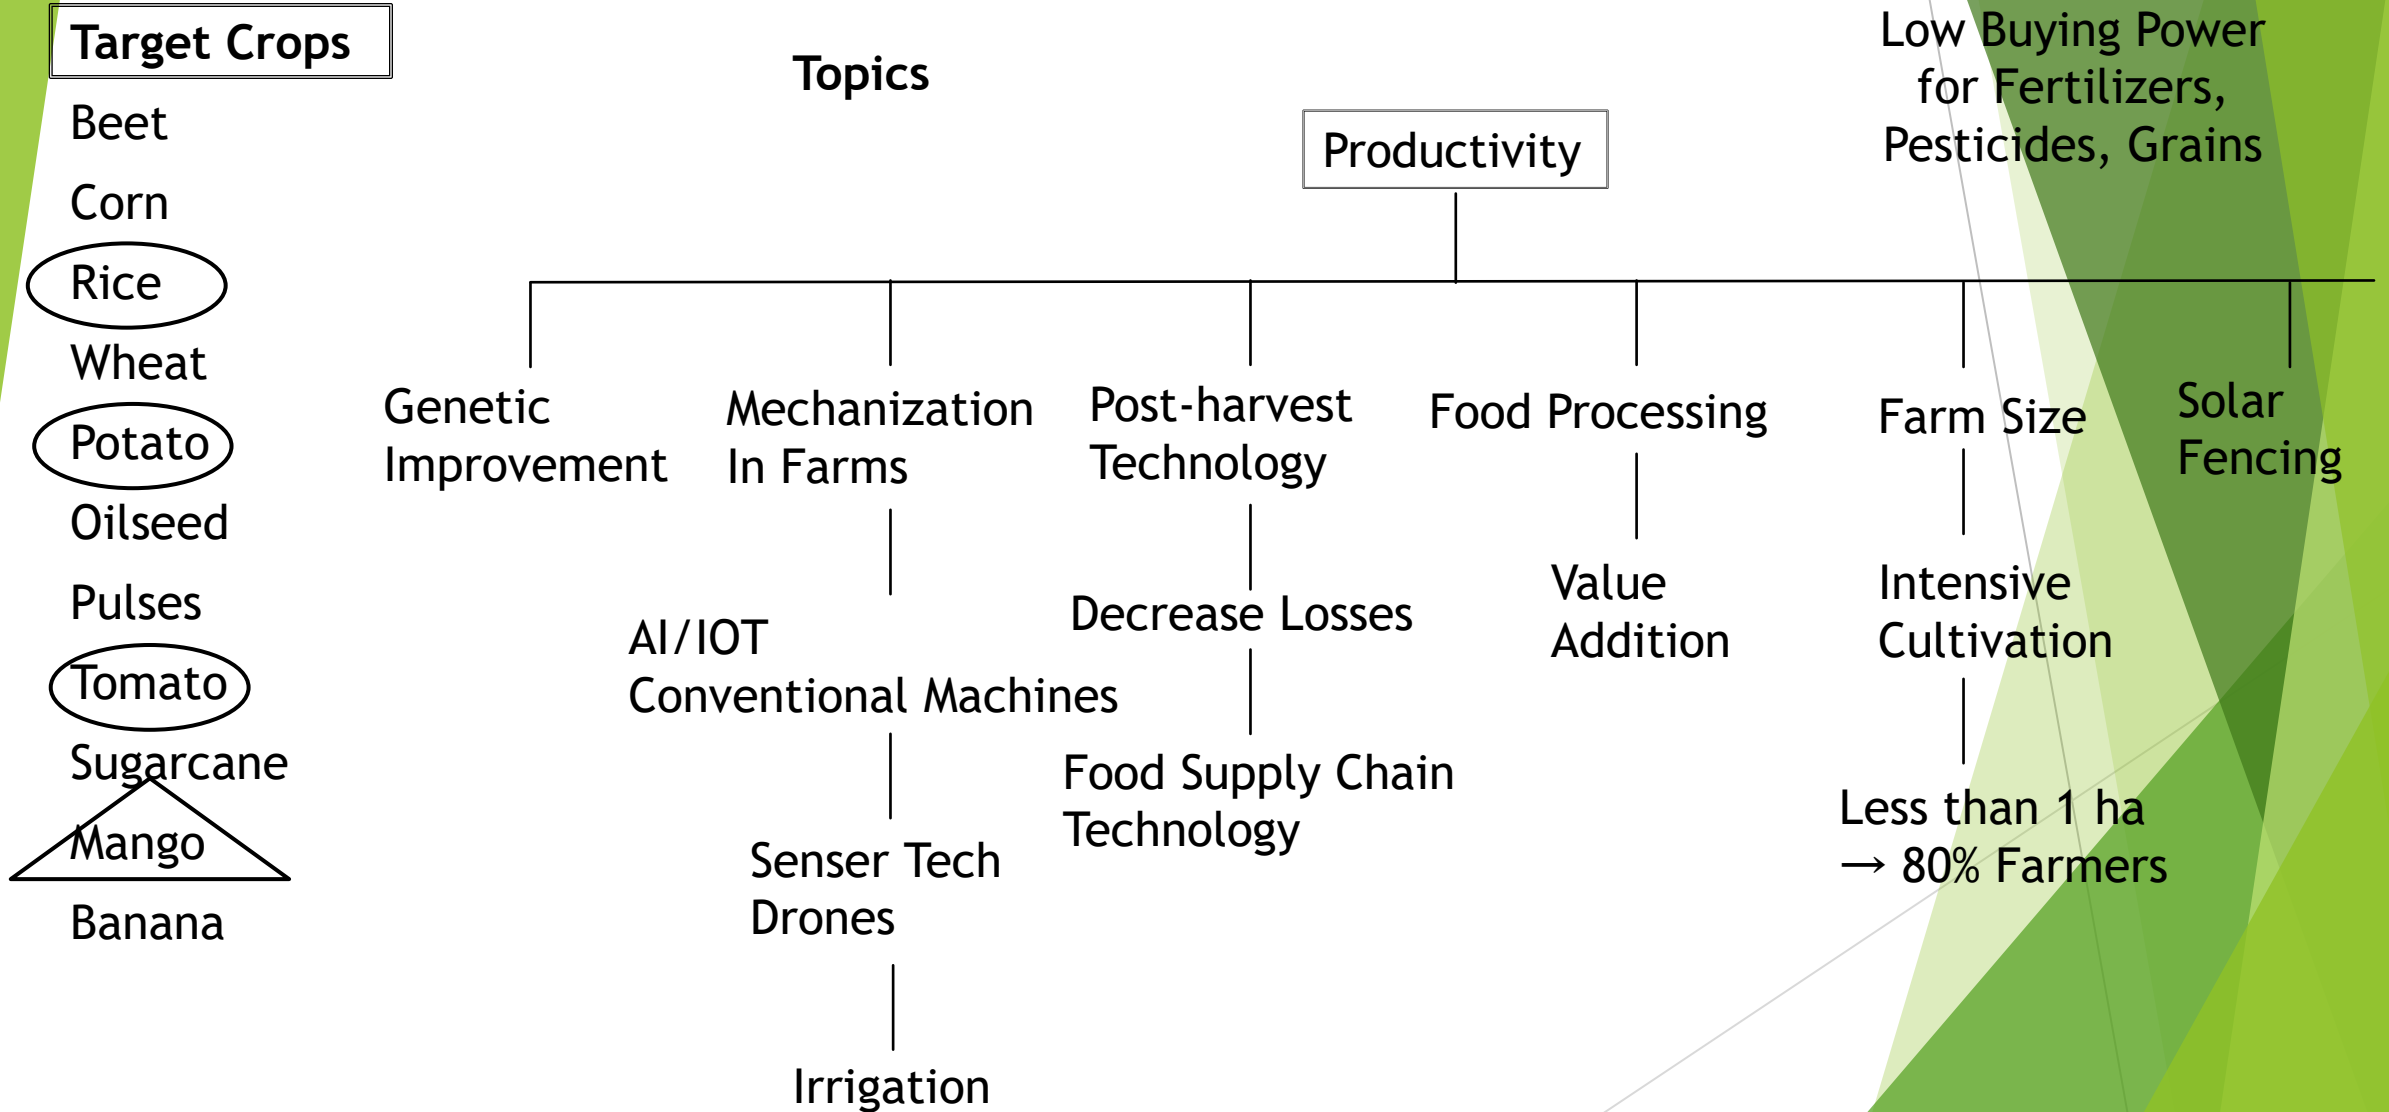 Target Crops
Beet
Corn
Rice
Wheat
Potato
Oilseed
Pulses
Tomato
Sugarcane
Mango
Banana
Topics
Low Buying Power
for Fertilizers,
Pesticides, Grains
Productivity
Genetic
Improvement
Mechanization
In Farms
AI/IOT
Conventional Machines
Senser Tech
Drones
Irrigation
Post-harvest
Technology
Decrease Losses
Food Supply Chain
Technology
Food Processing
Value
Addition
Farm Size
Intensive
Cultivation
Less than 1 ha
→ 80% Farmers
Solar
Fencing